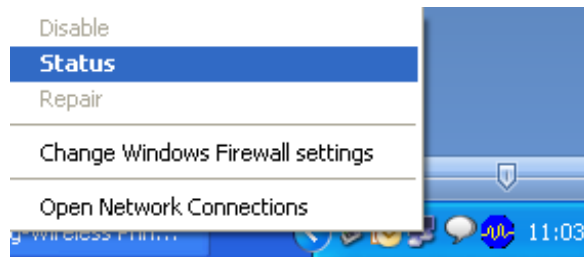 Disable
Status
Repair
Change Windows Firewall settings
Open Network Connections
11:03